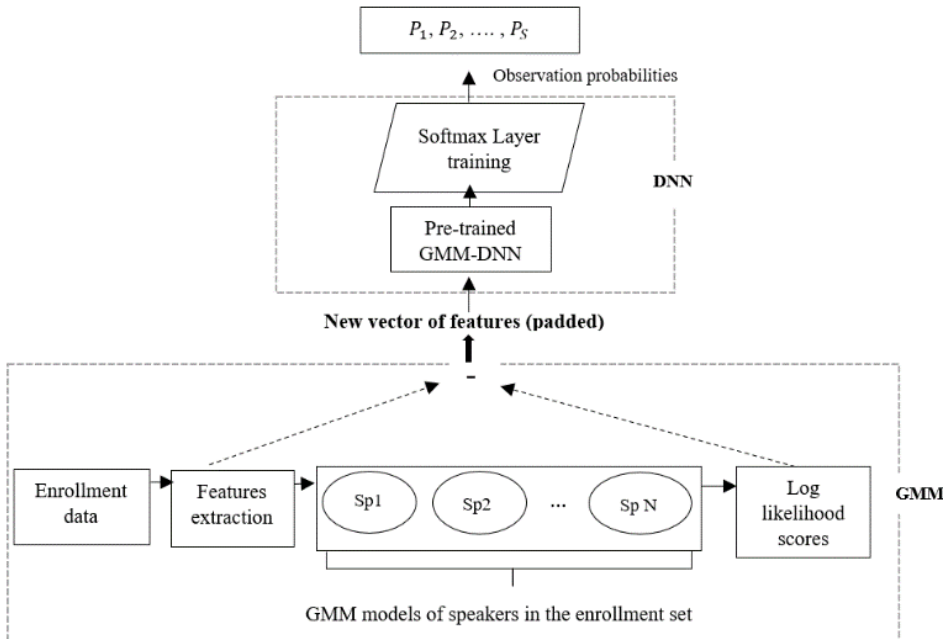 P₁, P₂, …. , P_S
Observation probabilities
Softmax Layer
training
DNN
Pre-trained
GMM-DNN
New vector of features (padded)
-
Enrollment
data
Features
extraction
Sp1
Sp2
...
Sp N
Log
likelihood
scores
GMM
GMM models of speakers in the enrollment set